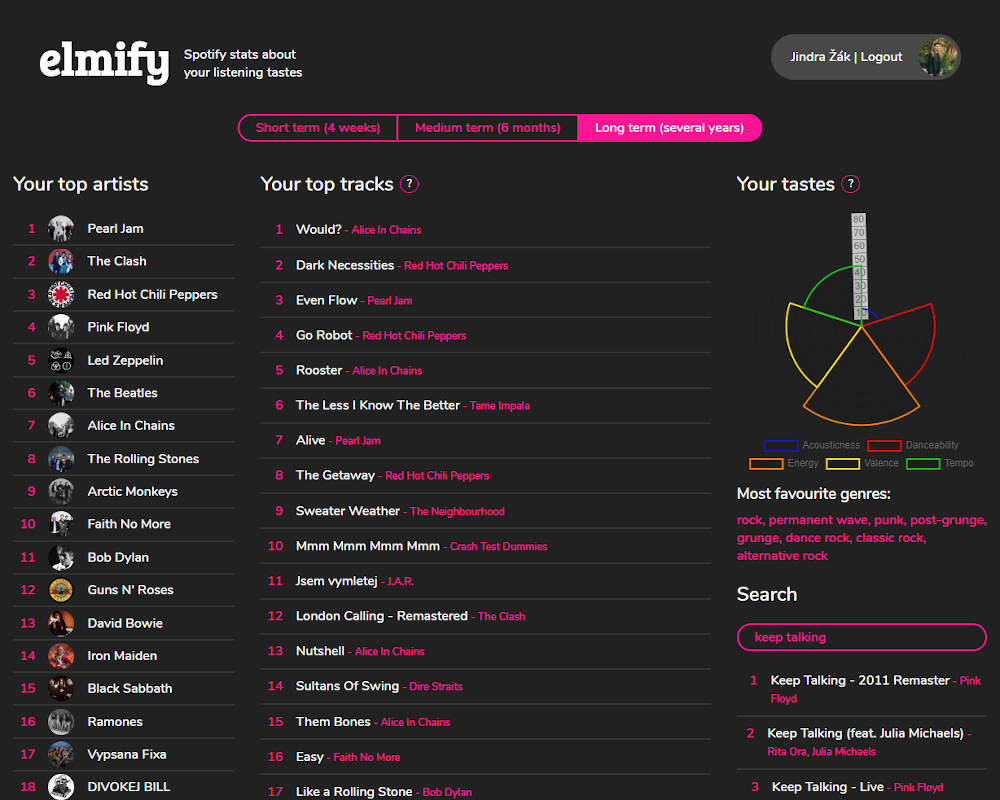 elmify
Spotify stats about
your listening tastes
Jindra Žák | Logout
Short term (4 weeks)
Medium term (6 months)
Long term (several years)
Your top artists
1 Pearl Jam
2 The Clash
3 Red Hot Chili Peppers
4 Pink Floyd
5 Led Zeppelin
6 The Beatles
7 Alice In Chains
8 The Rolling Stones
9 Arctic Monkeys
10 Faith No More
11 Bob Dylan
12 Guns N' Roses
13 David Bowie
14 Iron Maiden
15 Black Sabbath
16 Ramones
17 Vypsana Fixa
18 DIVOKEJ BILL
Your top tracks ?
1 Would? - Alice In Chains
2 Dark Necessities - Red Hot Chili Peppers
3 Even Flow - Pearl Jam
4 Go Robot - Red Hot Chili Peppers
5 Rooster - Alice In Chains
6 The Less I Know The Better - Tame Impala
7 Alive - Pearl Jam
8 The Getaway - Red Hot Chili Peppers
9 Sweater Weather - The Neighbourhood
10 Mmm Mmm Mmm Mmm - Crash Test Dummies
11 Jsem vymletej - J.A.R.
12 London Calling - Remastered - The Clash
13 Nutshell - Alice In Chains
14 Sultans Of Swing - Dire Straits
15 Them Bones - Alice In Chains
16 Easy - Faith No More
17 Like a Rolling Stone - Bob Dylan
Your tastes ?
80
70
60
50
40
30
20
10
Acousticness Danceability
Energy Valence Tempo
Most favourite genres:
rock, permanent wave, punk, post-grunge,
grunge, dance rock, classic rock,
alternative rock
Search
keep talking
1 Keep Talking - 2011 Remaster - Pink
Floyd
2 Keep Talking (feat. Julia Michaels) -
Rita Ora, Julia Michaels
3 Keep Talking - Live - Pink Floyd